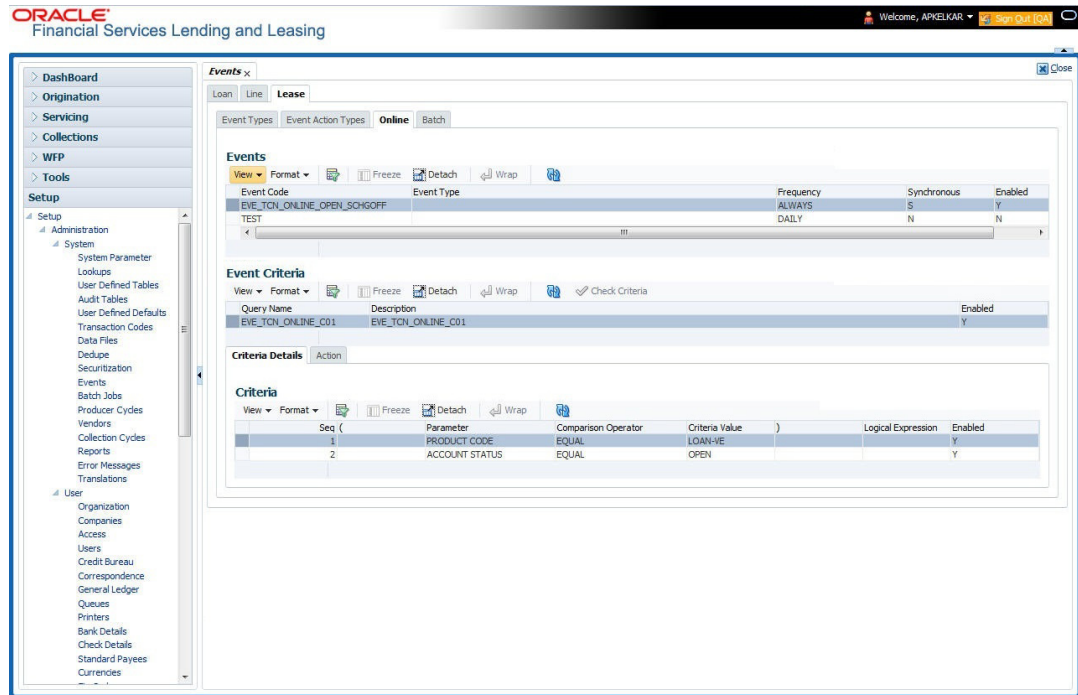 ORACLE®
Financial Services Lending and Leasing
Welcome, APKELKAR
Sign Out [QA]
DashBoard
Origination
Servicing
Collections
WFP
Tools
Setup
Setup
Administration
System
System Parameter
Lookups
User Defined Tables
Audit Tables
User Defined Defaults
Transaction Codes
Data Files
Dedupe
Securitization
Events
Batch Jobs
Producer Cycles
Vendors
Collection Cycles
Reports
Error Messages
Translations
User
Organization
Companies
Access
Users
Credit Bureau
Correspondence
General Ledger
Queues
Printers
Bank Details
Check Details
Standard Payees
Currencies
Events
Close
Loan Line Lease
Event Types Event Action Types Online Batch
Events
View Format Freeze Detach Wrap
Event Code Event Type Frequency Synchronous Enabled
EVE_TCN_ONLINE_OPEN_SCHGOFF ALWAYS S Y
TEST DAILY N N
Event Criteria
View Format Freeze Detach Wrap Check Criteria
Query Name Description Enabled
EVE_TCN_ONLINE_C01 EVE_TCN_ONLINE_C01 Y
Criteria Details Action
Criteria
View Format Freeze Detach Wrap
Seq ( Parameter Comparison Operator Criteria Value ) Logical Expression Enabled
1 PRODUCT CODE EQUAL LOAN-VE Y
2 ACCOUNT STATUS EQUAL OPEN Y